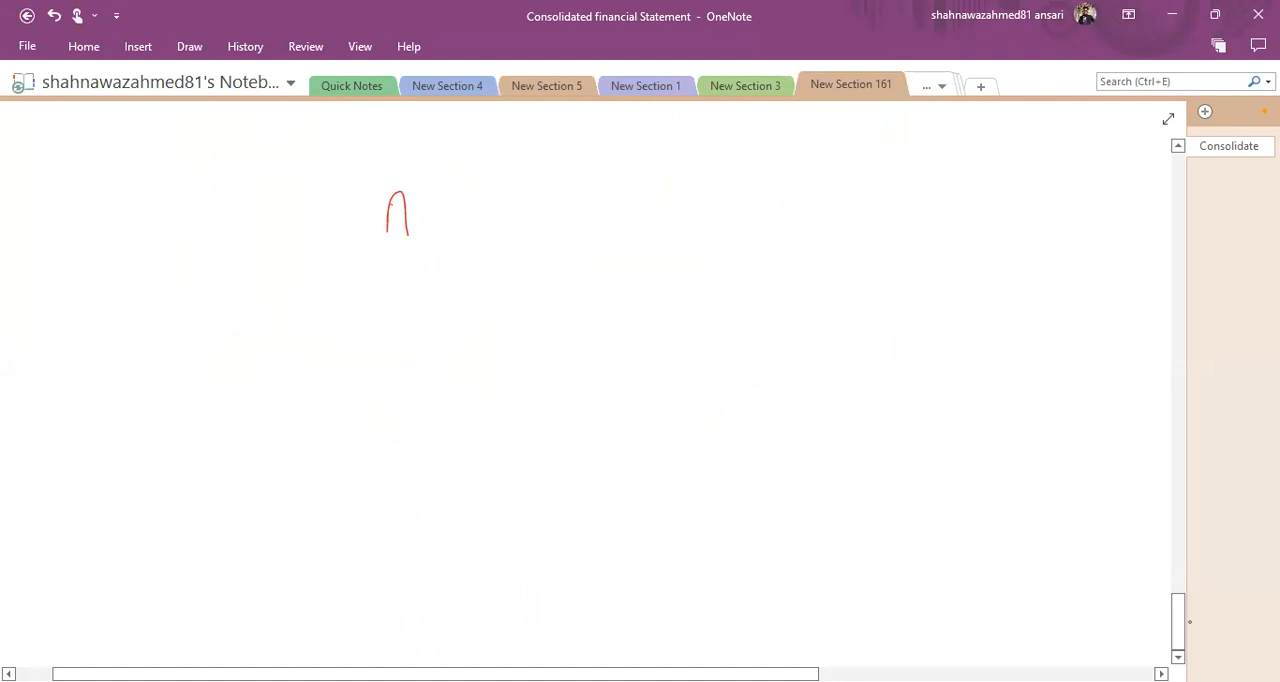 Consolidated financial Statement - OneNote
shahnawazahmed81 ansari
File Home Insert Draw History Review View Help
shahnawazahmed81's Noteb... Quick Notes New Section 4 New Section 5 New Section 1 New Section 3 New Section 161 ... + Search (Ctrl+E)
Consolidate